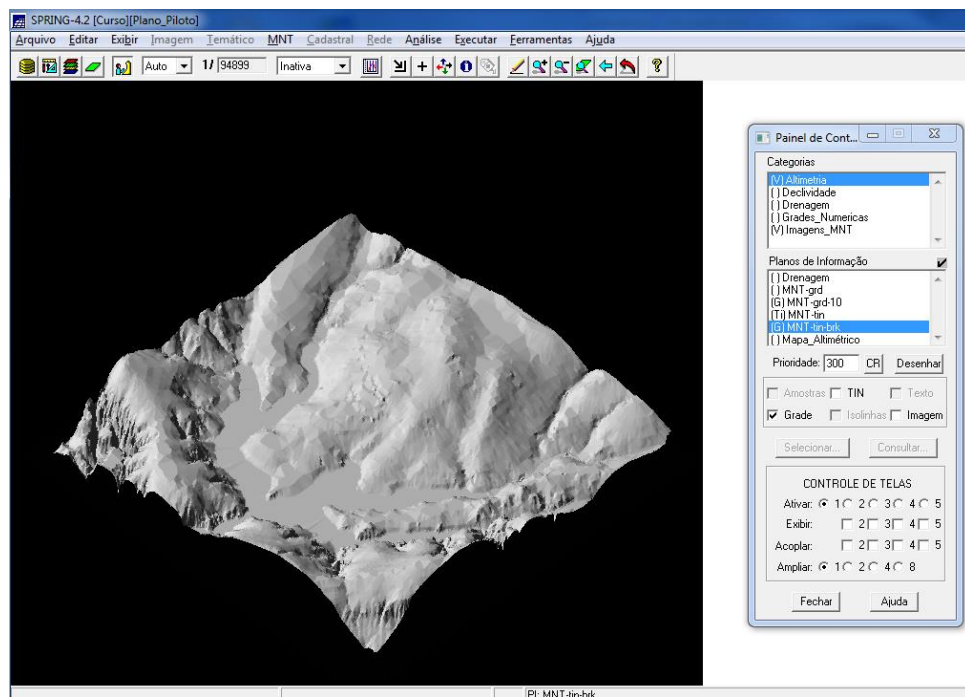 SPRING-4.2 [Curso][Plano_Piloto]
Arquivo Editar Exibir Imagem Temático MNT Cadastral Rede Análise Executar Ferramentas Ajuda
Auto 1/ 94899 Inativa
Painel de Cont...
Categorias
(V) Altimetria
( ) Declividade
( ) Drenagem
( ) Grades_Numericas
(V) Imagens_MNT
Planos de Informação
( ) Drenagem
( ) MNT-grd
(G) MNT-grd-10
(Ti) MNT-tin
(G) MNT-tin-brk
( ) Mapa_Altimétrico
Prioridade: 300 CR Desenhar
Amostras TIN Texto
Grade Isolinhas Imagem
Selecionar... Consultar...
CONTROLE DE TELAS
Ativar: 1 2 3 4 5
Exibir: 2 3 4 5
Acoplar: 2 3 4 5
Ampliar: 1 2 4 8
Fechar Ajuda
PI: MNT-tin-brk